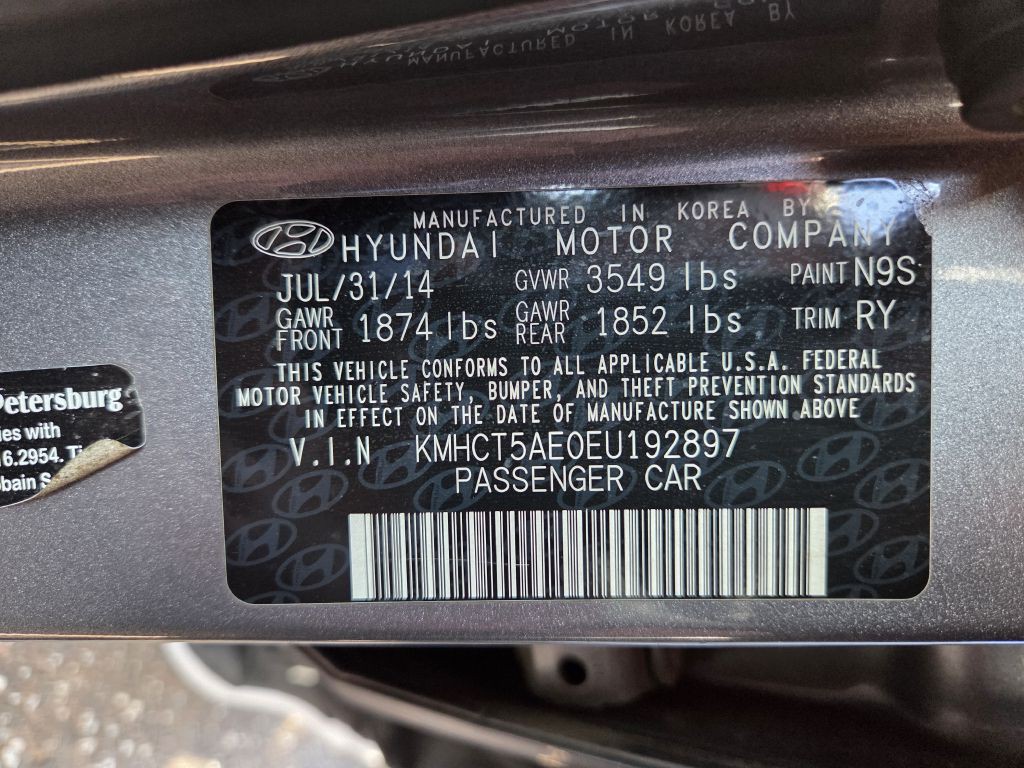 MANUFACTURED IN KOREA BY
HYUNDAI MOTOR COMPANY
JUL/31/14 GVWR 3549 lbs PAINT N9S
GAWR FRONT 1874 lbs GAWR REAR 1852 lbs TRIM RY
THIS VEHICLE CONFORMS TO ALL APPLICABLE U.S.A. FEDERAL
MOTOR VEHICLE SAFETY, BUMPER, AND THEFT PREVENTION STANDARDS
IN EFFECT ON THE DATE OF MANUFACTURE SHOWN ABOVE
V.I.N KMHCT5AE0EU192897
PASSENGER CAR
Petersburg
with
6.2954.